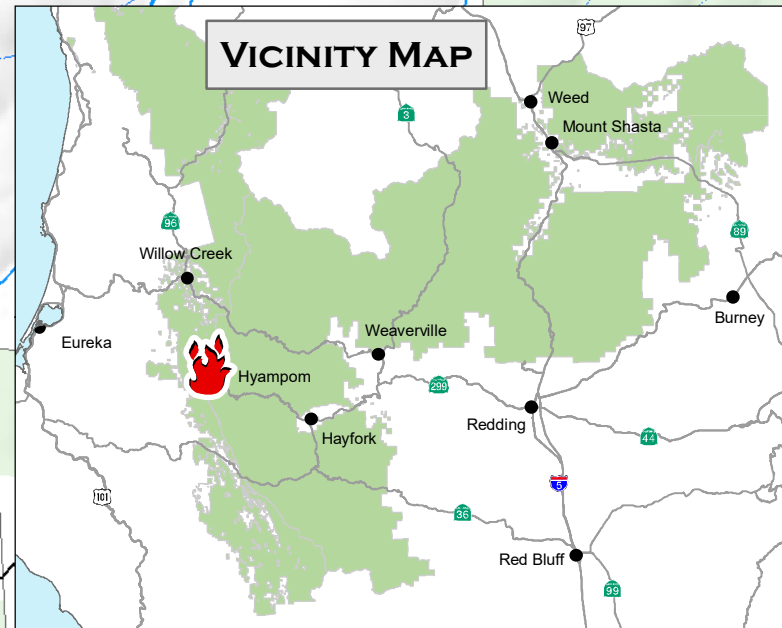 VICINITY MAP
97
Weed
3
Mount Shasta
96
89
Willow Creek
Burney
Eureka
Weaverville
Hyampom
299
Redding
Hayfork
44
5
101
36
Red Bluff
99